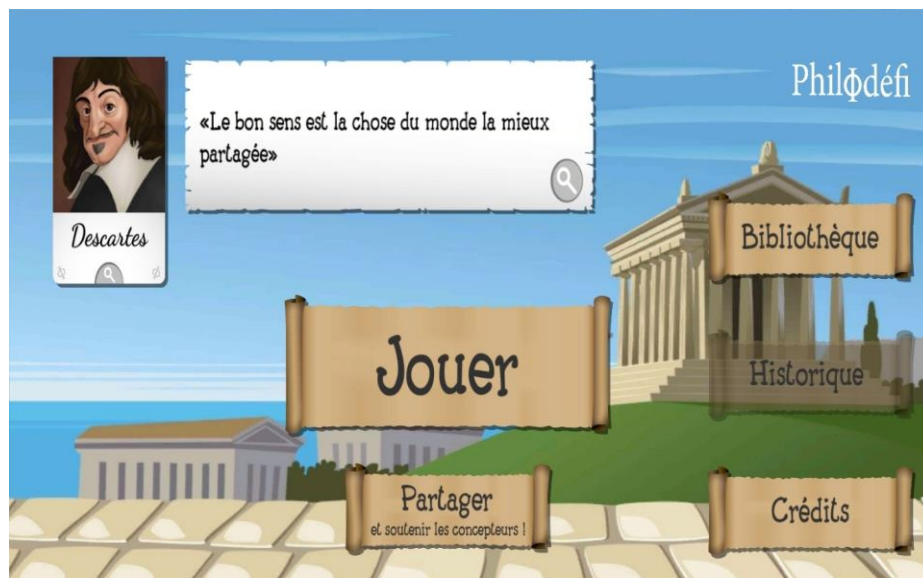 Philϕdéfi
«Le bon sens est la chose du monde la mieux
partagée»
Descartes
Bibliothèque
Jouer
Historique
Partager
et soutenir les concepteurs !
Crédits